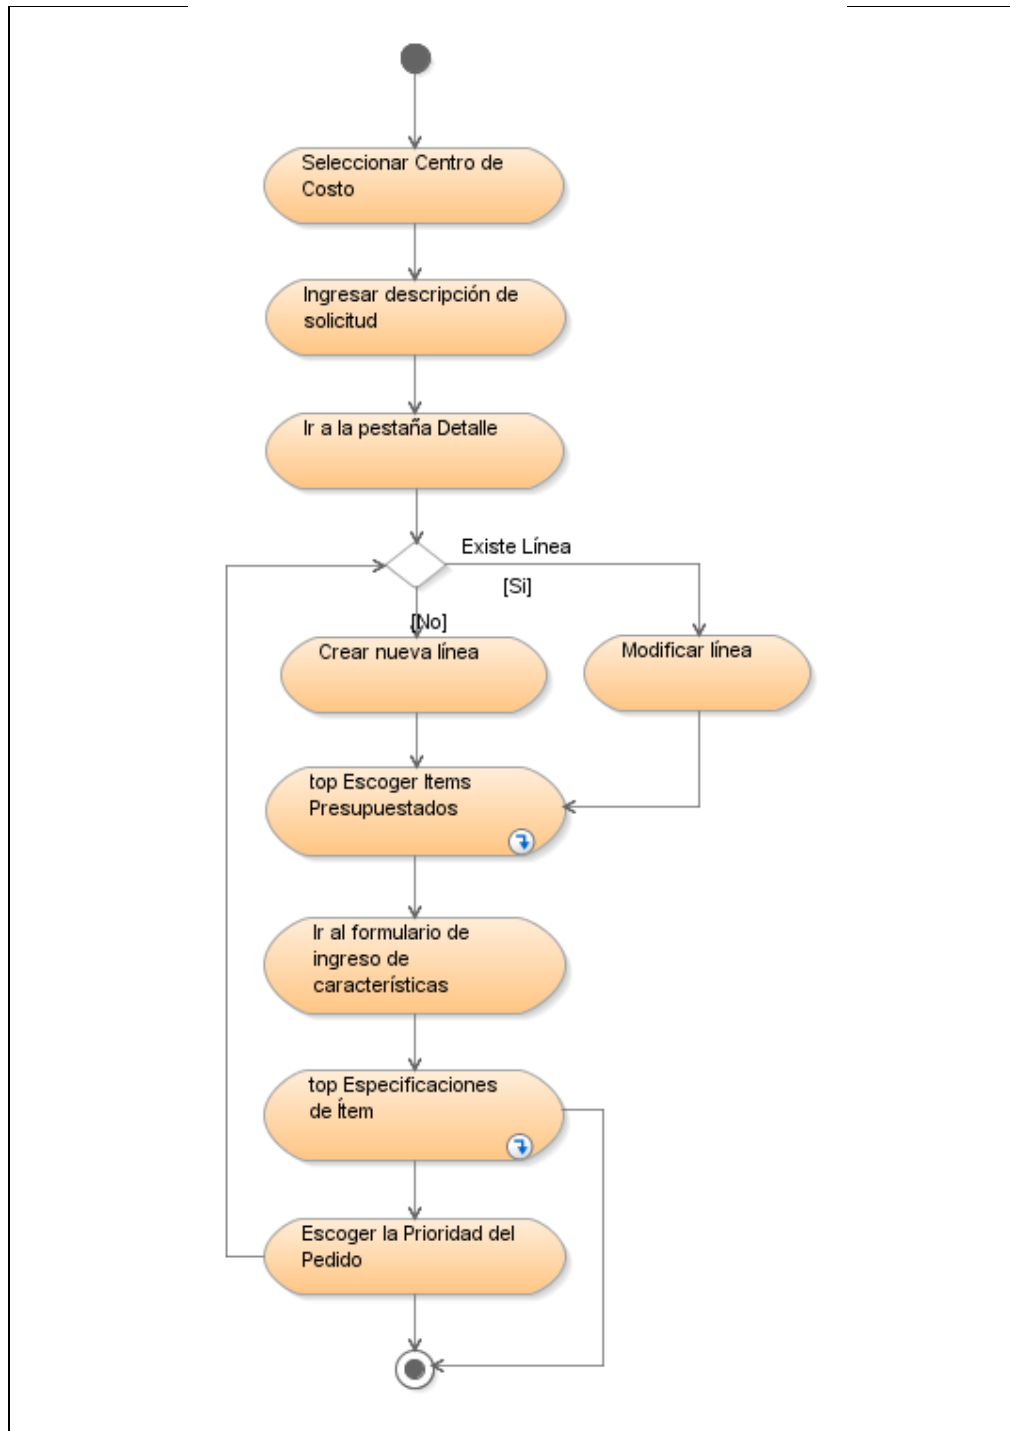 Seleccionar Centro de
Costo
Ingresar descripción de
solicitud
Ir a la pestaña Detalle
Existe Línea
[Si]
[No]
Crear nueva línea
Modificar línea
top Escoger Items
Presupuestados
Ir al formulario de
ingreso de
características
top Especificaciones
de Ítem
Escoger la Prioridad del
Pedido